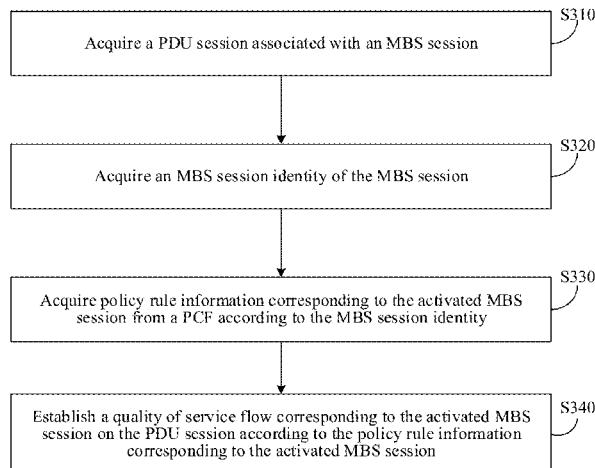 S310
Acquire a PDU session associated with an MBS session
S320
Acquire an MBS session identity of the MBS session
S330
Acquire policy rule information corresponding to the activated MBS
session from a PCF according to the MBS session identity
S340
Establish a quality of service flow corresponding to the activated MBS
session on the PDU session according to the policy rule information
corresponding to the activated MBS session